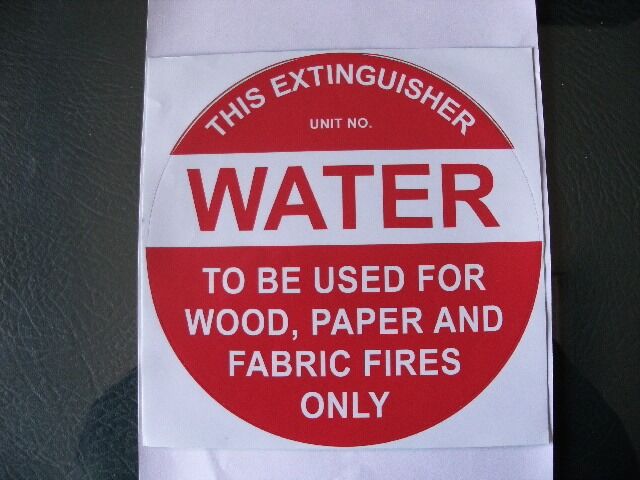 THIS EXTINGUISHER
UNIT NO.
WATER
TO BE USED FOR
WOOD, PAPER AND
FABRIC FIRES
ONLY